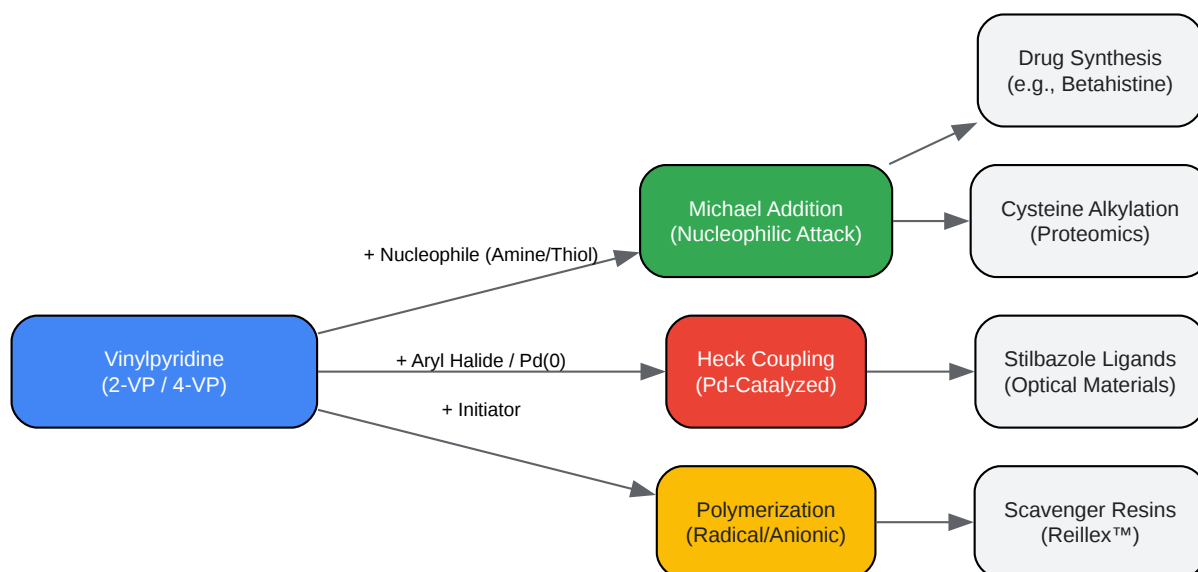 Drug Synthesis
(e.g., Betahistine)
Michael Addition
(Nucleophilic Attack)
Cysteine Alkylation
(Proteomics)
+ Nucleophile (Amine/Thiol)
Vinylpyridine
(2-VP / 4-VP)
+ Aryl Halide / Pd(0)
Heck Coupling
(Pd-Catalyzed)
Stilbazole Ligands
(Optical Materials)
+ Initiator
Polymerization
(Radical/Anionic)
Scavenger Resins
(Reillex™)